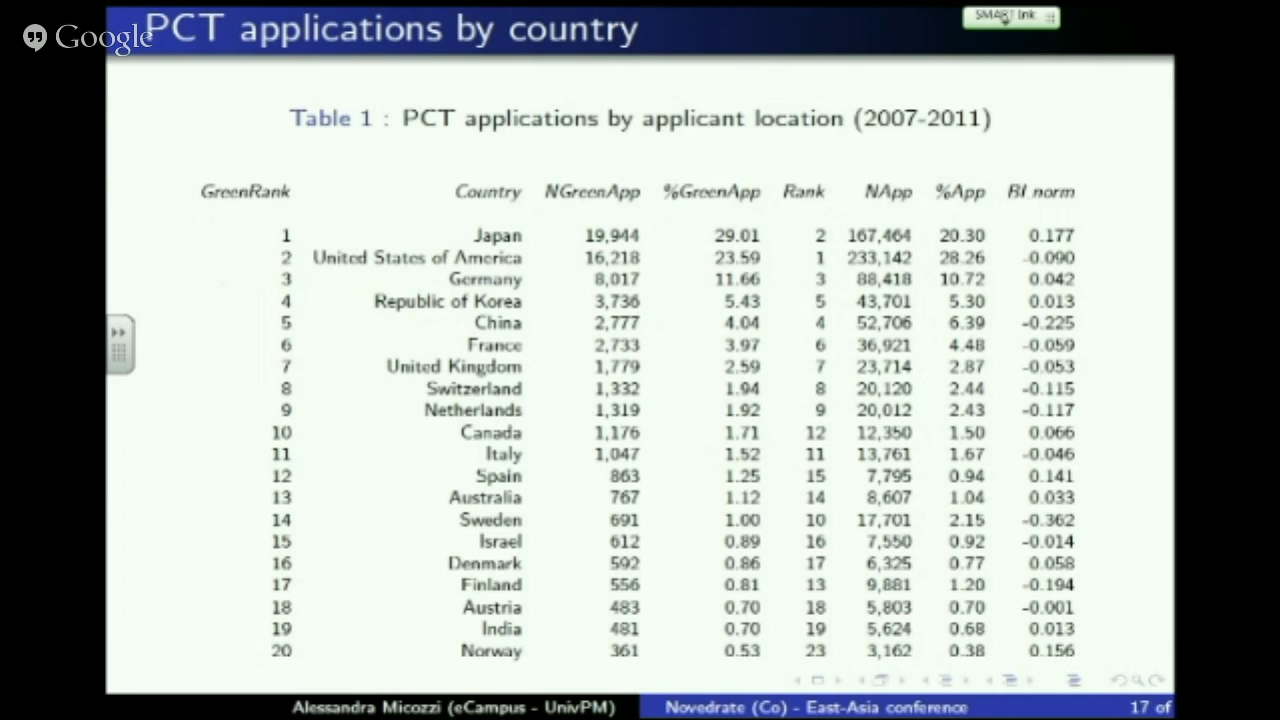 PCT applications by country
SMART Ink
Google
Table 1 : PCT applications by applicant location (2007-2011)
GreenRank Country NGreenApp %GreenApp Rank NApp %App BI_norm
1 Japan 19,944 29.01 2 167,464 20.30 0.177
2 United States of America 16,218 23.59 1 233,142 28.26 -0.090
3 Germany 8,017 11.66 3 88,418 10.72 0.042
4 Republic of Korea 3,736 5.43 5 43,701 5.30 0.013
5 China 2,777 4.04 4 52,706 6.39 -0.225
6 France 2,733 3.97 6 36,921 4.48 -0.059
7 United Kingdom 1,779 2.59 7 23,714 2.87 -0.053
8 Switzerland 1,332 1.94 8 20,120 2.44 -0.115
9 Netherlands 1,319 1.92 9 20,012 2.43 -0.117
10 Canada 1,176 1.71 12 12,350 1.50 0.066
11 Italy 1,047 1.52 11 13,761 1.67 -0.046
12 Spain 863 1.25 15 7,795 0.94 0.141
13 Australia 767 1.12 14 8,607 1.04 0.033
14 Sweden 691 1.00 10 17,701 2.15 -0.362
15 Israel 612 0.89 16 7,550 0.92 -0.014
16 Denmark 592 0.86 17 6,325 0.77 0.058
17 Finland 556 0.81 13 9,881 1.20 -0.194
18 Austria 483 0.70 18 5,803 0.70 -0.001
19 India 481 0.70 19 5,624 0.68 0.013
20 Norway 361 0.53 23 3,162 0.38 0.156
Alessandra Micozzi (eCampus - UnivPM) Novedrate (Co) - East-Asia conference 17 of